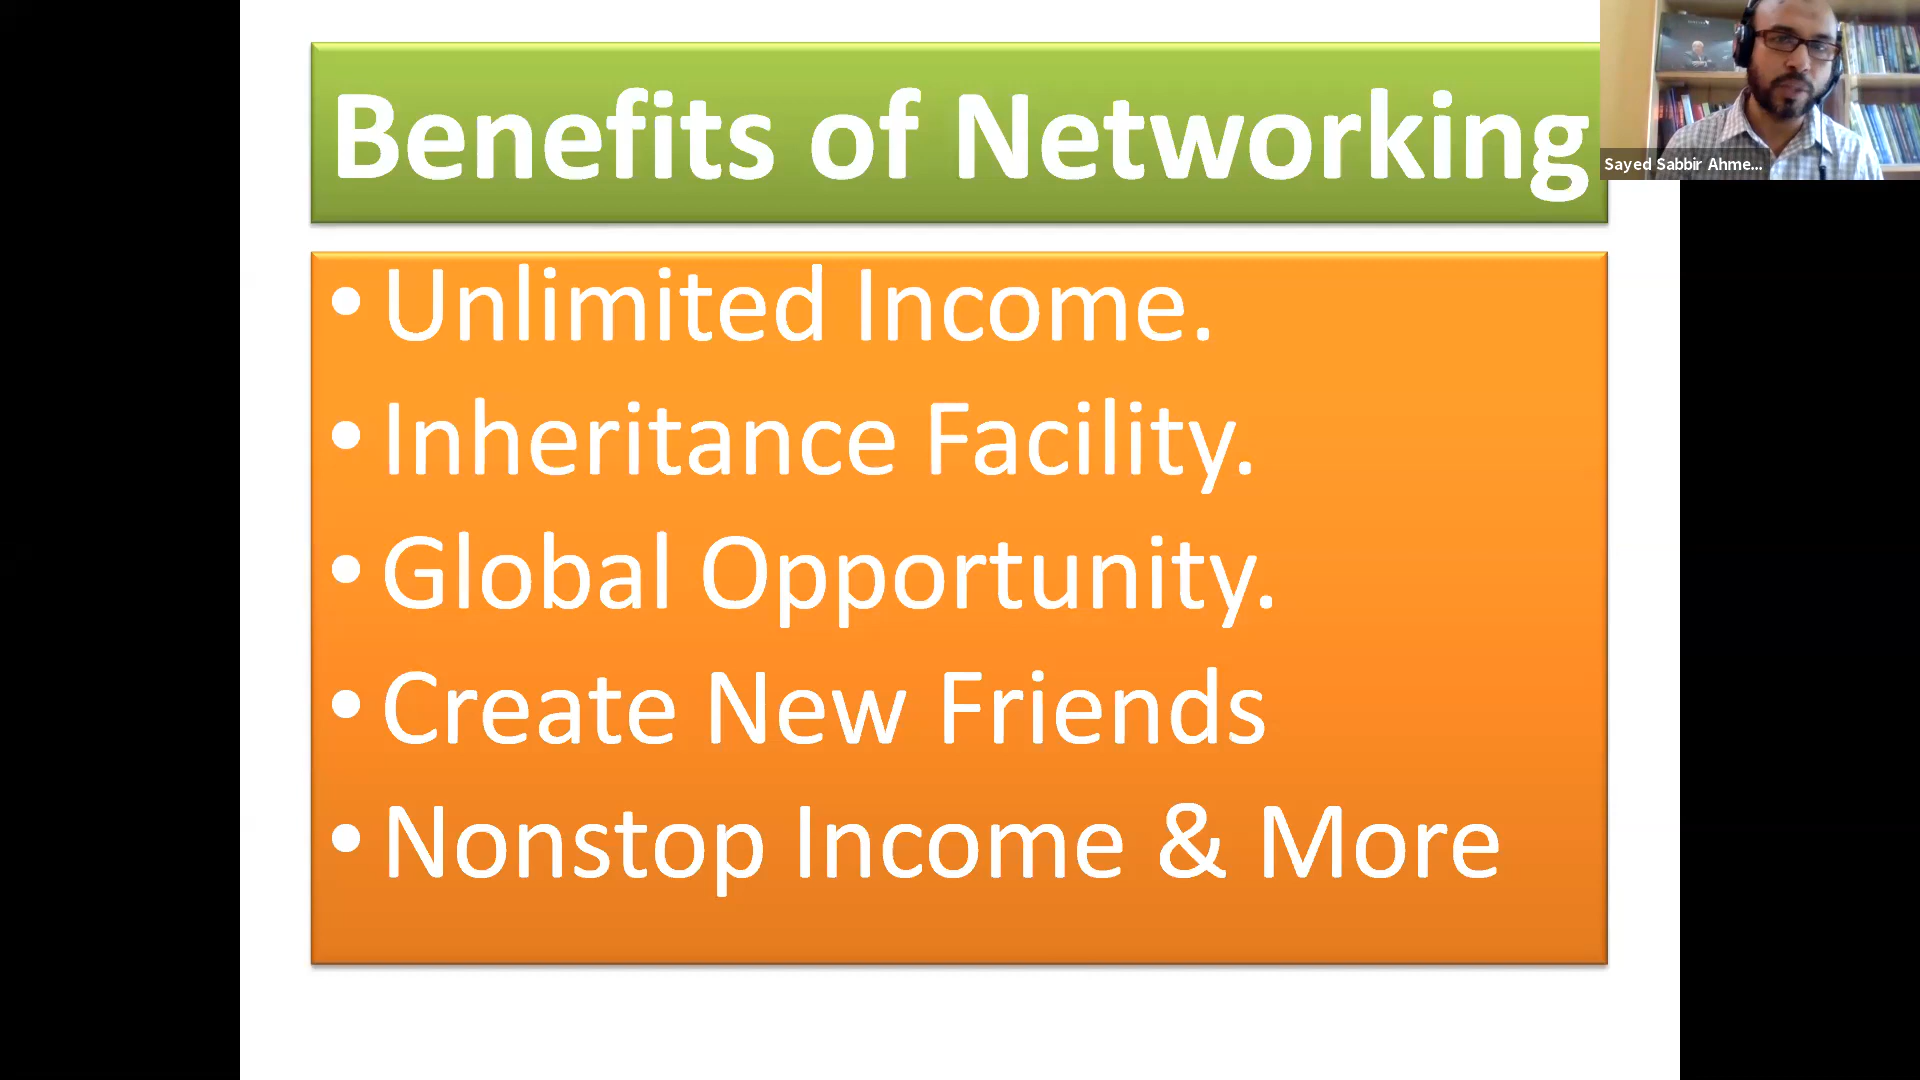 Benefits of Networking
Sayed Sabbir Ahme...
• Unlimited Income.
• Inheritance Facility.
• Global Opportunity.
• Create New Friends
• Nonstop Income & More